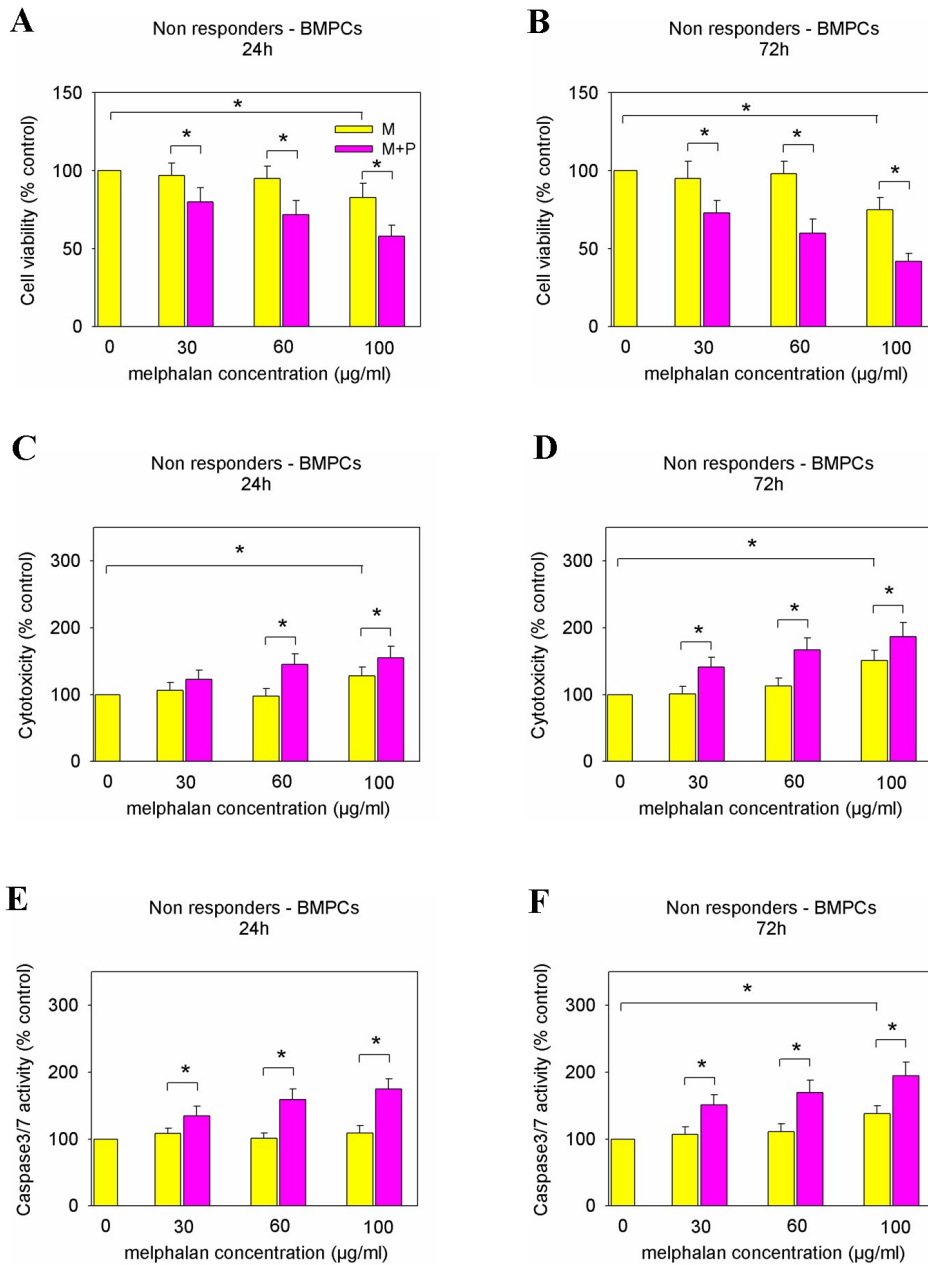 A
Non responders - BMPCs
24h
Cell viability (% control)
150
100
50
0
*
*
*
*
M
M+P
0 30 60 100
melphalan concentration (µg/ml)
B
Non responders - BMPCs
72h
Cell viability (% control)
150
100
50
0
*
*
*
*
0 30 60 100
melphalan concentration (µg/ml)
C
Non responders - BMPCs
24h
Cytotoxicity (% control)
300
200
100
0
*
*
*
0 30 60 100
melphalan concentration (µg/ml)
D
Non responders - BMPCs
72h
Cytotoxicity (% control)
300
200
100
0
*
*
*
*
0 30 60 100
melphalan concentration (µg/ml)
E
Non responders - BMPCs
24h
Caspase3/7 activity (% control)
300
200
100
0
*
*
*
0 30 60 100
melphalan concentration (µg/ml)
F
Non responders - BMPCs
72h
Caspase3/7 activity (% control)
300
200
100
0
*
*
*
*
0 30 60 100
melphalan concentration (µg/ml)